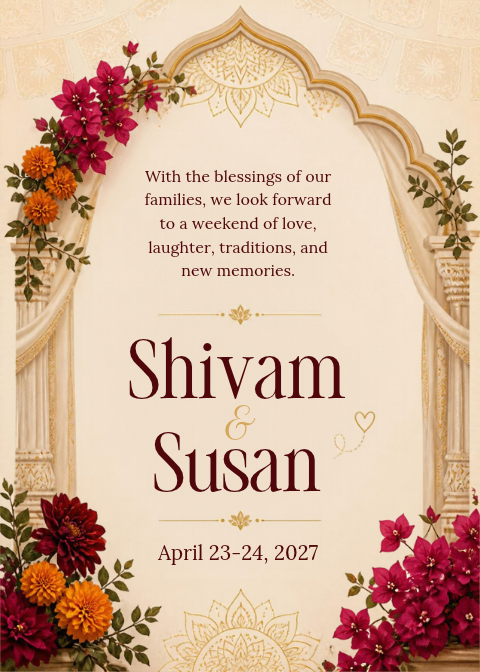 With the blessings of our
families, we look forward
to a weekend of love,
laughter, traditions, and
new memories.
Shivam
&
Susan
April 23-24, 2027